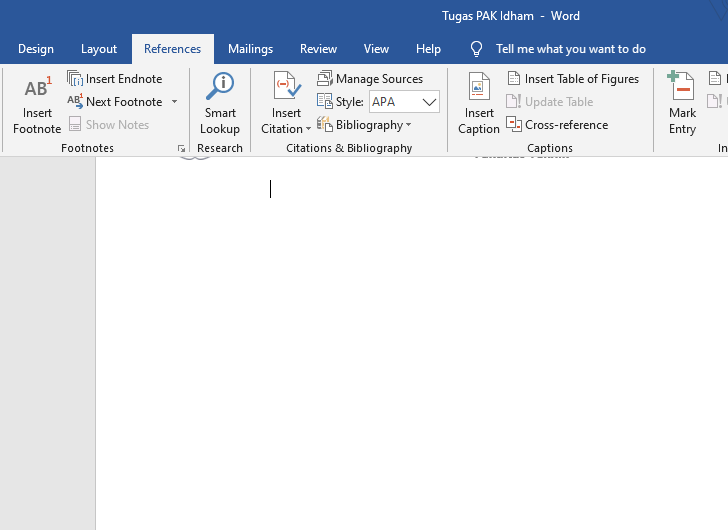 Tugas PAK Idham - Word
Design Layout References Mailings Review View Help Tell me what you want to do
AB1 Insert Footnote
Insert Endnote
AB1 Next Footnote
Show Notes
Footnotes
Smart Lookup
Research
Insert Citation
Manage Sources
Style: APA
Bibliography
Citations & Bibliography
Insert Caption
Insert Table of Figures
Update Table
Cross-reference
Captions
Mark Entry